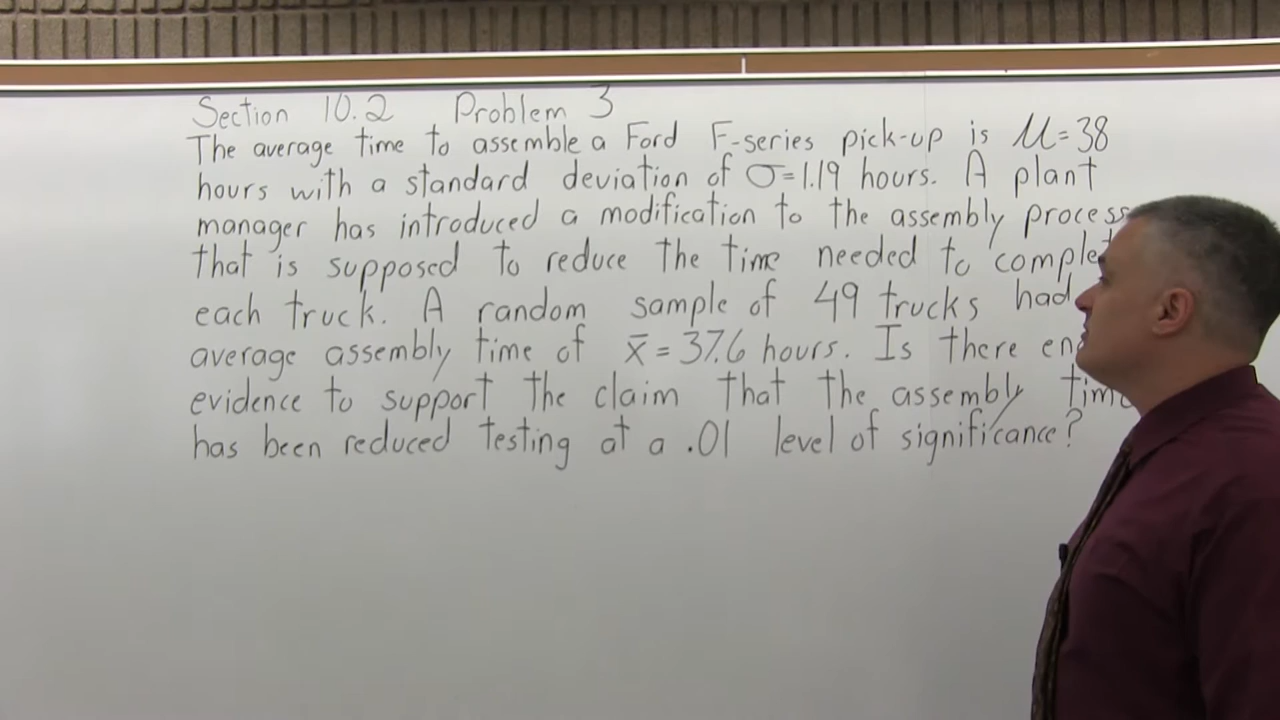 Section 10.2 Problem 3
The average time to assemble a Ford F-series pick-up is μ=38
hours with a standard deviation of σ=1.19 hours. A plant
manager has introduced a modification to the assembly process
that is supposed to reduce the time needed to complet
each truck. A random sample of 49 trucks had
average assembly time of x̄ = 37.6 hours. Is there en
evidence to support the claim that the assembly time
has been reduced testing at a .01 level of significance?